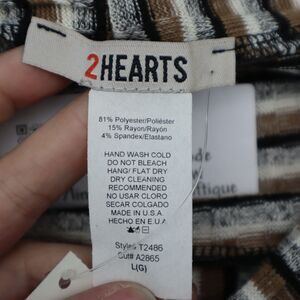 2HEARTS
81% Polyester/Poliéster
15% Rayon/Rayón
4% Spandex/Elastano
HAND WASH COLD
DO NOT BLEACH
HANG/ FLAT DRY
DRY CLEANING
RECOMMENDED
NO USAR CLORO
SECAR COLGADO
MADE IN U.S.A
HECHO EN U.S.A
Style# T2486
Cut# A2865
L(G)